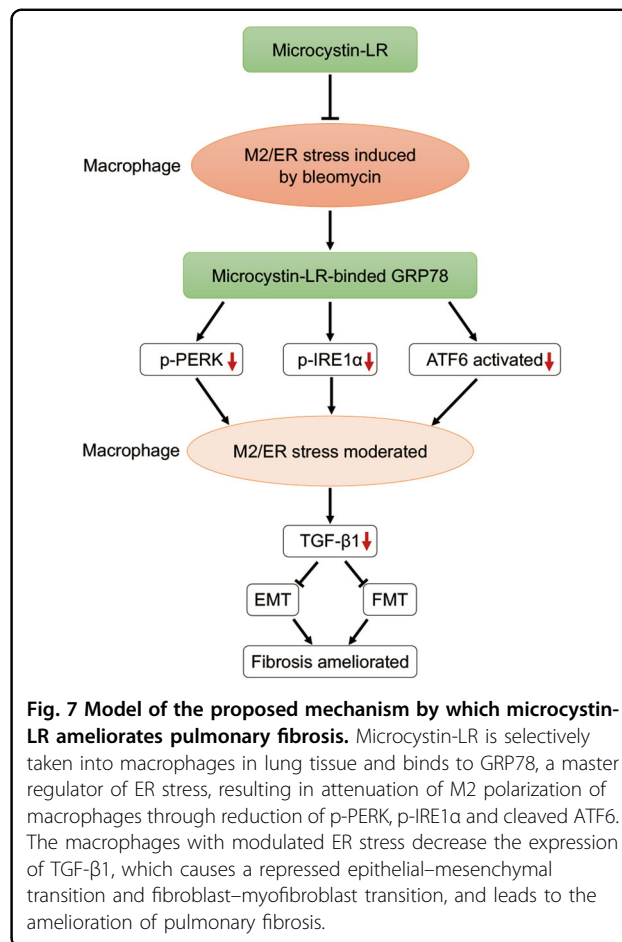 Microcystin-LR
Macrophage
M2/ER stress induced
by bleomycin
Microcystin-LR-binded GRP78
p-PERK
p-IRE1α
ATF6 activated
Macrophage
M2/ER stress moderated
TGF-β1
EMT
FMT
Fibrosis ameliorated
Fig. 7 Model of the proposed mechanism by which microcystin-
LR ameliorates pulmonary fibrosis. Microcystin-LR is selectively
taken into macrophages in lung tissue and binds to GRP78, a master
regulator of ER stress, resulting in attenuation of M2 polarization of
macrophages through reduction of p-PERK, p-IRE1α and cleaved ATF6.
The macrophages with modulated ER stress decrease the expression
of TGF-β1, which causes a repressed epithelial–mesenchymal
transition and fibroblast–myofibroblast transition, and leads to the
amelioration of pulmonary fibrosis.